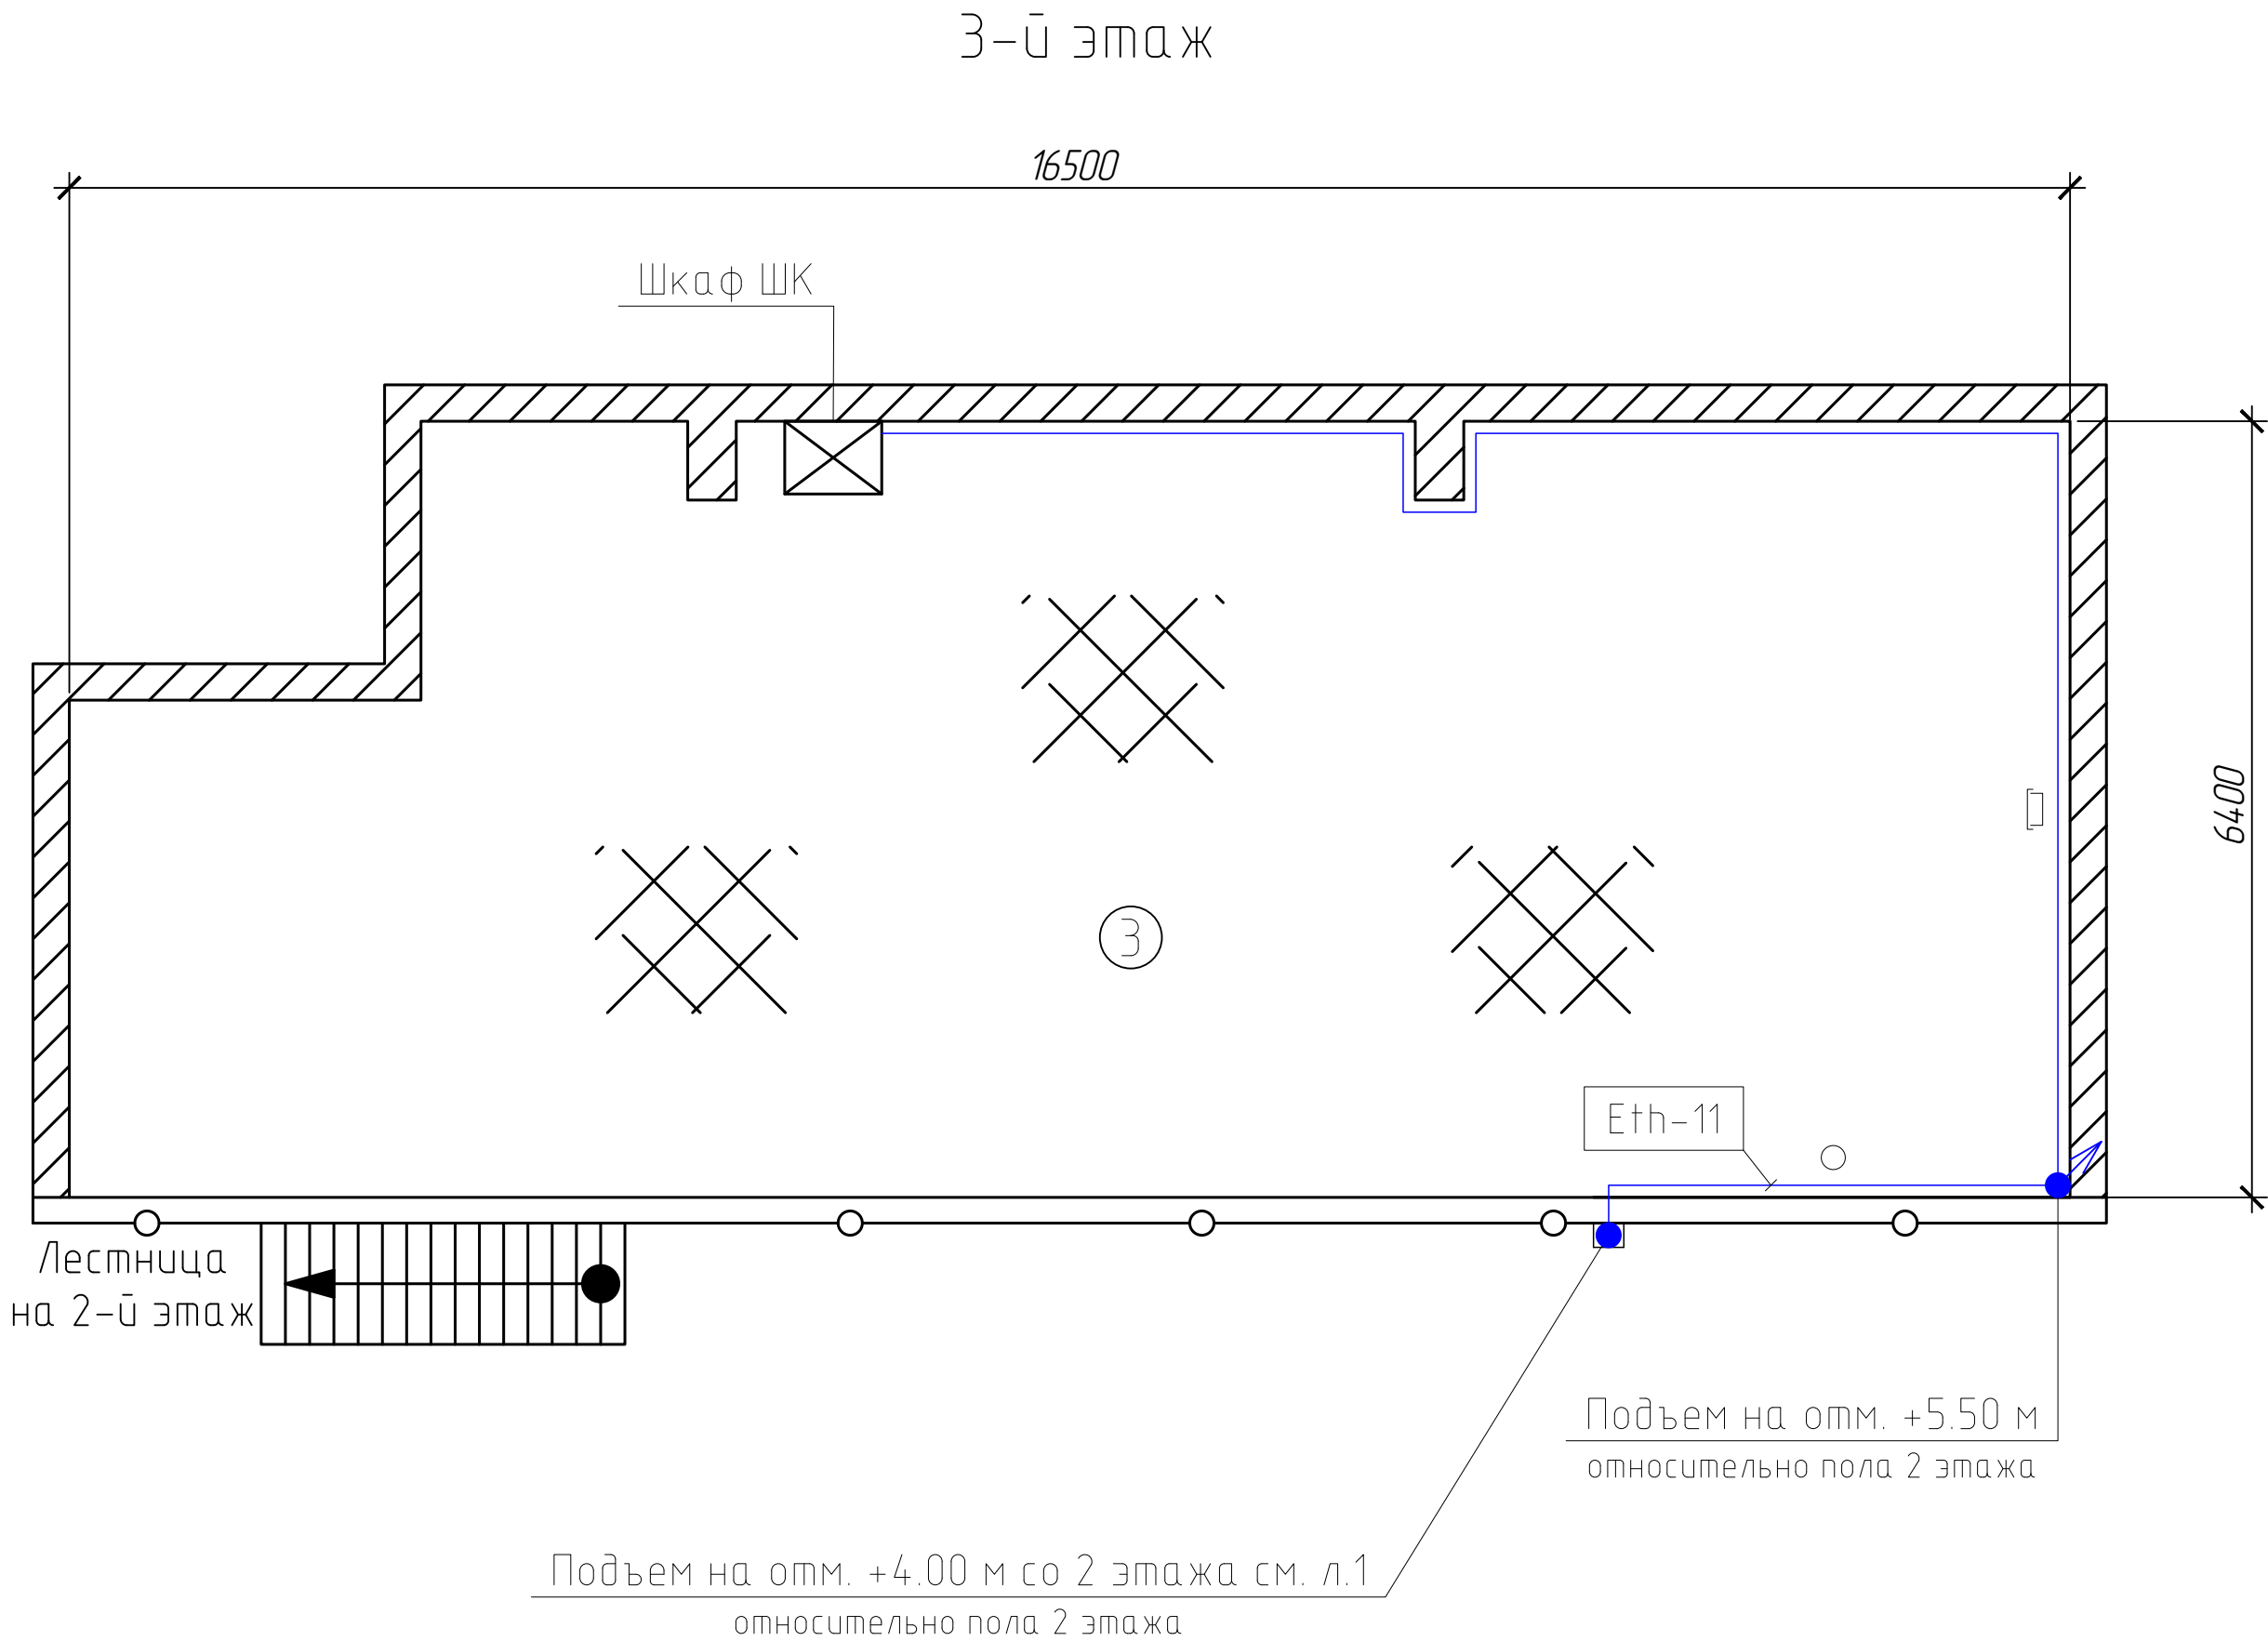 3-й этаж
16500
Шкаф ШК
6400
3
Eth-11
Лестница
на 2-й этаж
Подъем на отм. +5.50 м
относительно пола 2 этажа
Подъем на отм. +4.00 м со 2 этажа см. л.1
относительно пола 2 этажа